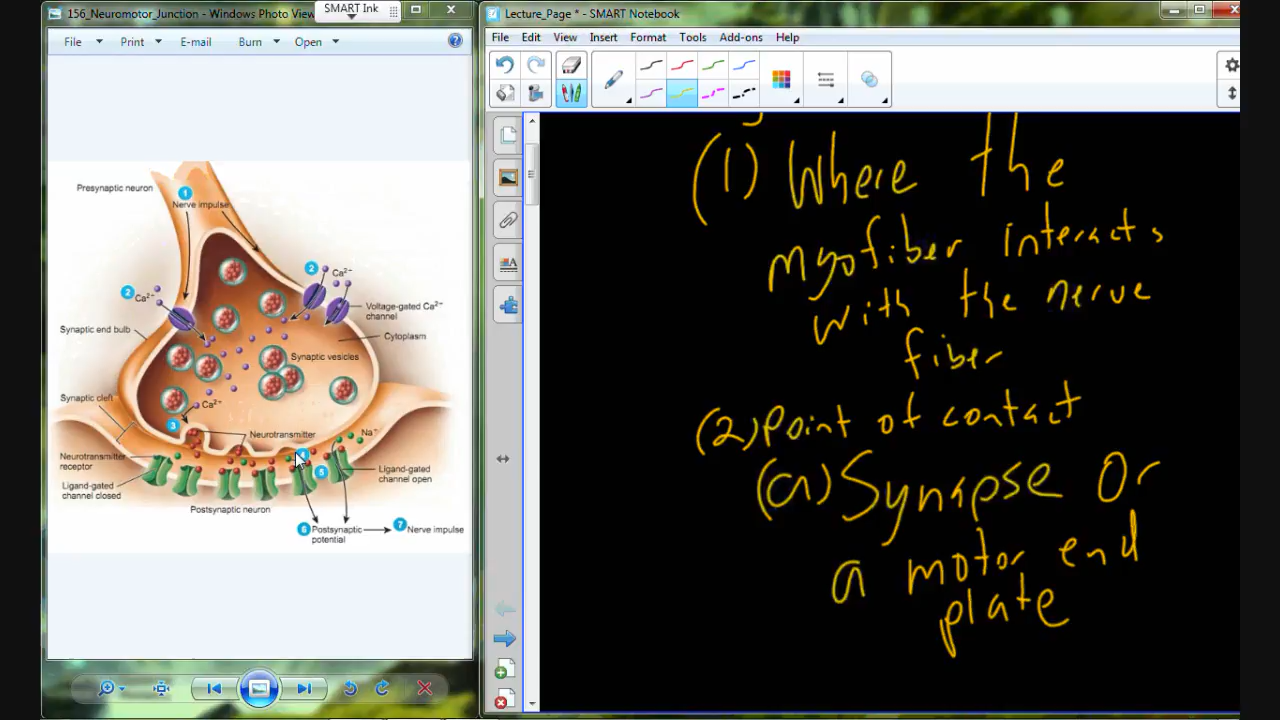 156_Neuromotor_Junction - Windows Photo View
SMART Ink
File Print E-mail Burn Open
Presynaptic neuron
1
Nerve impulse
2
Ca2+
2
Ca2+
Voltage-gated Ca2+
channel
Synaptic end bulb
Cytoplasm
Synaptic vesicles
Synaptic cleft
Ca2+
3
Neurotransmitter
Na+
4
5
Neurotransmitter
receptor
Ligand-gated
channel closed
Ligand-gated
channel open
Postsynaptic neuron
6 Postsynaptic
potential
7 Nerve impulse
Lecture_Page * - SMART Notebook
File Edit View Insert Format Tools Add-ons Help
(1) Where the
myofiber interacts
with the nerve
fiber
(2) Point of contact
(a) Synapse Or
a motor end
plate